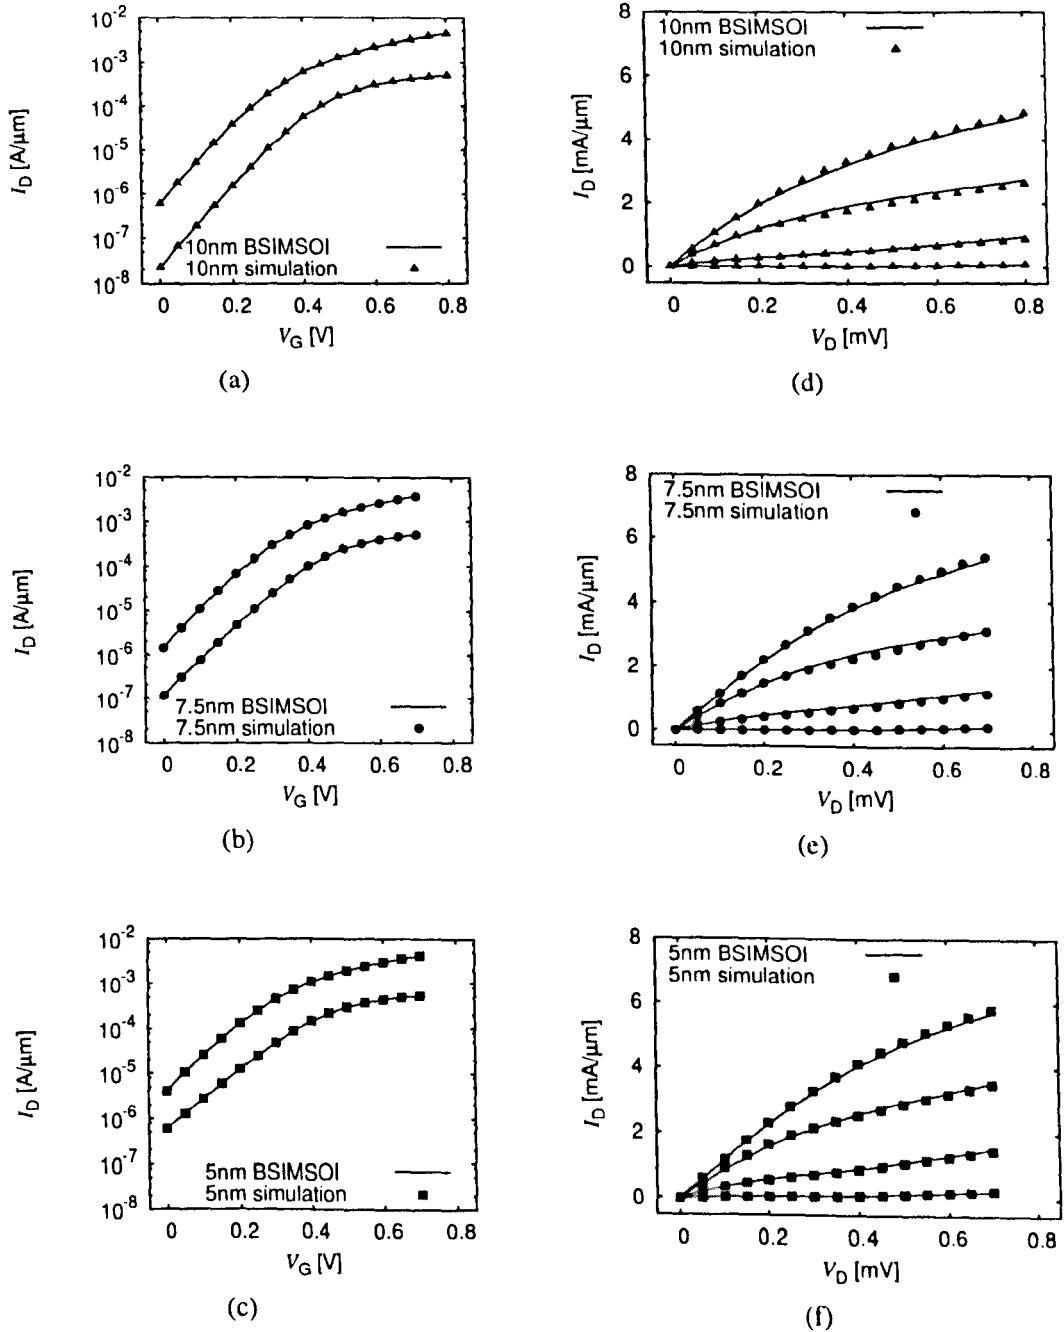 10^-2
10^-3
10^-4
10^-5
10^-6
10^-7
10^-8
I_D [A/μm]
10nm BSIMSOI
10nm simulation
0 0.2 0.4 0.6 0.8
V_G [V]
(a)
8
6
4
2
0
I_D [mA/μm]
10nm BSIMSOI
10nm simulation
0 0.2 0.4 0.6 0.8
V_D [mV]
(d)
10^-2
10^-3
10^-4
10^-5
10^-6
10^-7
10^-8
I_D [A/μm]
7.5nm BSIMSOI
7.5nm simulation
0 0.2 0.4 0.6 0.8
V_G [V]
(b)
8
6
4
2
0
I_D [mA/μm]
7.5nm BSIMSOI
7.5nm simulation
0 0.2 0.4 0.6 0.8
V_D [mV]
(e)
10^-2
10^-3
10^-4
10^-5
10^-6
10^-7
10^-8
I_D [A/μm]
5nm BSIMSOI
5nm simulation
0 0.2 0.4 0.6 0.8
V_G [V]
(c)
8
6
4
2
0
I_D [mA/μm]
5nm BSIMSOI
5nm simulation
0 0.2 0.4 0.6 0.8
V_D [mV]
(f)